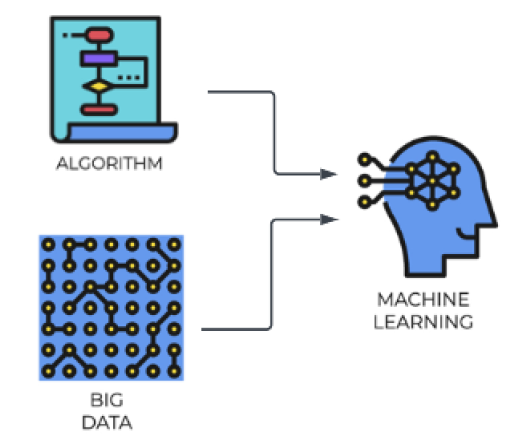 ALGORITHM
BIG
DATA
MACHINE
LEARNING